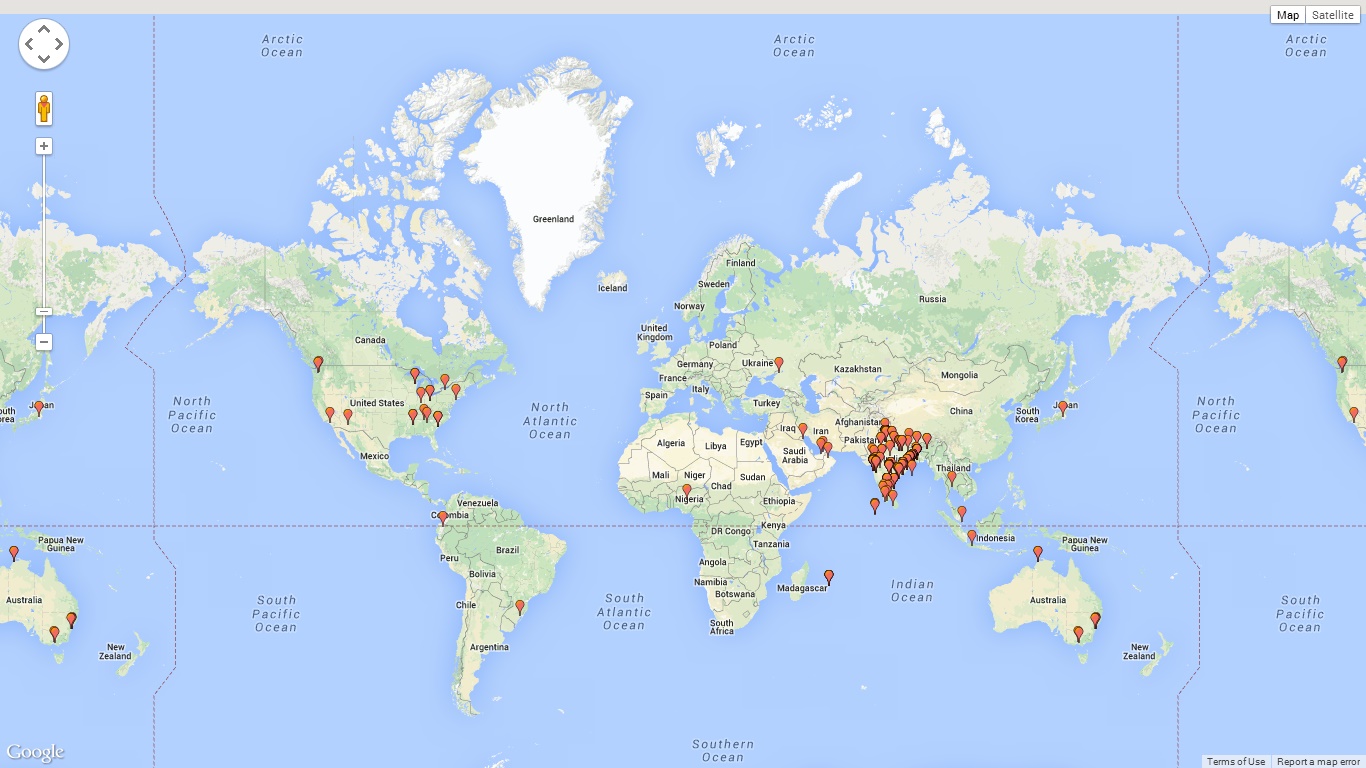 Map
Satellite
Arctic
Ocean
Arctic
Ocean
Arctic
Ocean
Greenland
Finland
Iceland
Sweden
Norway
Russia
United
Kingdom
Canada
Poland
Germany
Ukraine
Kazakhstan
Mongolia
France
Italy
Spain
United States
Turkey
North
Pacific
Ocean
North
Atlantic
Ocean
North
Pacific
Ocean
Japan
Japan
South
Korea
outh
orea
China
Iraq
Iran
Afghanistan
Pakistan
Algeria
Libya
Egypt
Saudi
Arabia
Mexico
India
Thailand
Mali
Niger
Chad
Sudan
Nigeria
Ethiopia
Venezuela
Colombia
DR Congo
Kenya
Tanzania
Indonesia
Papua New
Guinea
Papua New
Guinea
Peru
Brazil
Bolivia
Angola
Namibia
Botswana
Madagascar
Indian
Ocean
Australia
Australia
Chile
South
Pacific
Ocean
South
Atlantic
Ocean
South
Pacific
Ocean
South
Africa
Argentina
New
Zealand
New
Zealand
Southern
Ocean
Google
Terms of Use
Report a map error